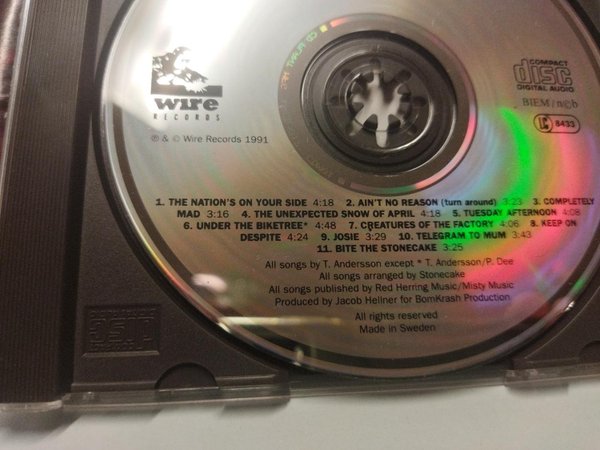 wire
RECORDS
℗ & © Wire Records 1991
COMPACT
disc
DIGITAL AUDIO
BIEM/n©b
LC 8433
1. THE NATION'S ON YOUR SIDE 4:18 2. AIN'T NO REASON (turn around) 3:23 3. COMPLETELY
MAD 3:16 4. THE UNEXPECTED SNOW OF APRIL 4:18 5. TUESDAY AFTERNOON 4:08
6. UNDER THE BIKETREE* 4:48 7. CREATURES OF THE FACTORY 4:06 8. KEEP ON
DESPITE 4:24 9. JOSIE 3:29 10. TELEGRAM TO MUM 3:43
11. BITE THE STONECAKE 3:25
All songs by T. Andersson except * T. Andersson/P. Dee
All songs arranged by Stonecake
All songs published by Red Herring Music/Misty Music
Produced by Jacob Hellner for BomKrash Production
All rights reserved
Made in Sweden